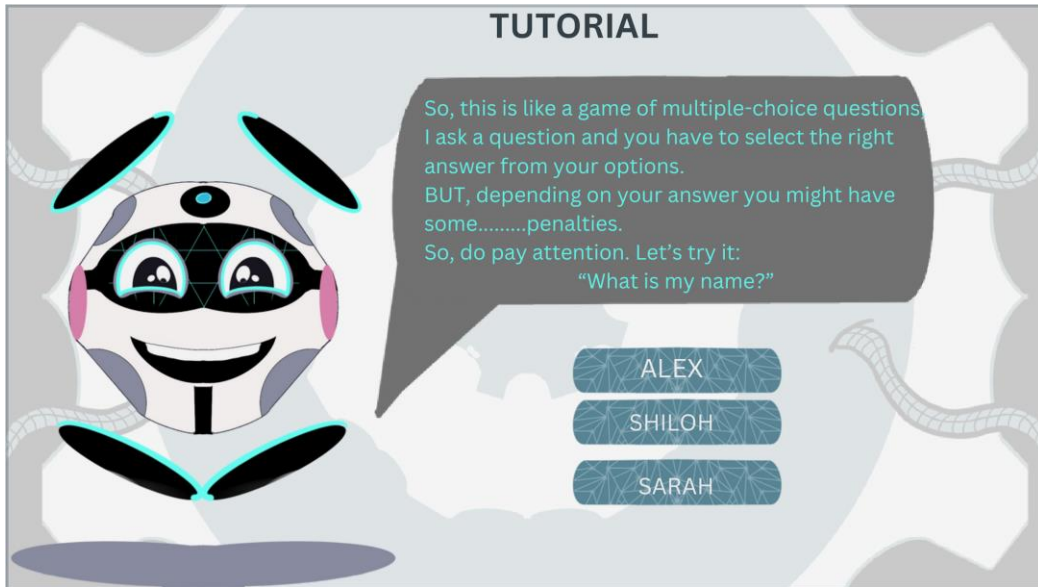 TUTORIAL
So, this is like a game of multiple-choice questions,
I ask a question and you have to select the right
answer from your options.
BUT, depending on your answer you might have
some.........penalties.
So, do pay attention. Let’s try it:
“What is my name?”
ALEX
SHILOH
SARAH